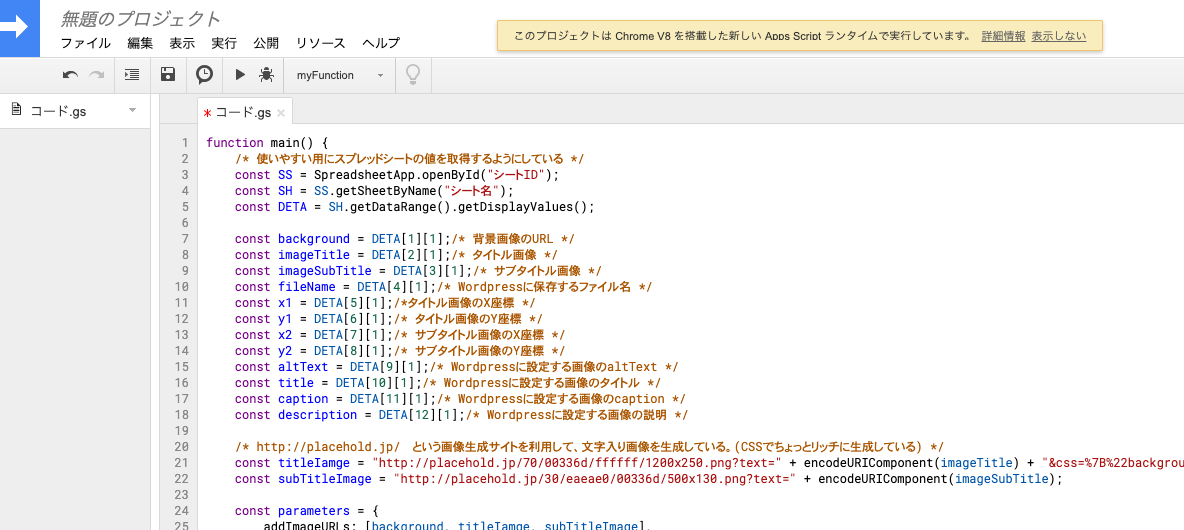 無題のプロジェクト
ファイル 編集 表示 実行 公開 リソース ヘルプ
このプロジェクトは Chrome V8 を搭載した新しい Apps Script ランタイムで実行しています。 詳細情報 表示しない
myFunction
コード.gs
* コード.gs ×
1 function main() {
2 /* 使いやすい用にスプレッドシートの値を取得するようにしている */
3 const SS = SpreadsheetApp.openById("シートID");
4 const SH = SS.getSheetByName("シート名");
5 const DETA = SH.getDataRange().getDisplayValues();
6
7 const background = DETA[1][1];/* 背景画像のURL */
8 const imageTitle = DETA[2][1];/* タイトル画像 */
9 const imageSubTitle = DETA[3][1];/* サブタイトル画像 */
10 const fileName = DETA[4][1];/* Wordpressに保存するファイル名 */
11 const x1 = DETA[5][1];/*タイトル画像のX座標 */
12 const y1 = DETA[6][1];/* タイトル画像のY座標 */
13 const x2 = DETA[7][1];/* サブタイトル画像のX座標 */
14 const y2 = DETA[8][1];/* サブタイトル画像のY座標 */
15 const altText = DETA[9][1];/* Wordpressに設定する画像のaltText */
16 const title = DETA[10][1];/* Wordpressに設定する画像のタイトル */
17 const caption = DETA[11][1];/* Wordpressに設定する画像のcaption */
18 const description = DETA[12][1];/* Wordpressに設定する画像の説明 */
19
20 /* http://placehold.jp/ という画像生成サイトを利用して、文字入り画像を生成している。(CSSでちょっとリッチに生成している) */
21 const titleIamge = "http://placehold.jp/70/00336d/ffffff/1200x250.png?text=" + encodeURIComponent(imageTitle) + "&css=%7B%22backgrou
22 const subTitleImage = "http://placehold.jp/30/eaeae0/00336d/500x130.png?text=" + encodeURIComponent(imageSubTitle);
23
24 const parameters = {
25 addImageURLs: [background, titleIamge, subTitleImage],